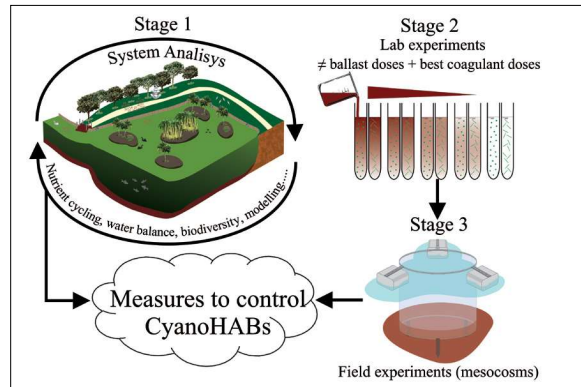 Stage 1
System Analisys
Nutrient cycling, water balance, biodiversity, modelling....
Stage 2
Lab experiments
≠ ballast doses + best coagulant doses
Stage 3
Field experiments (mesocosms)
Measures to control
CyanoHABs